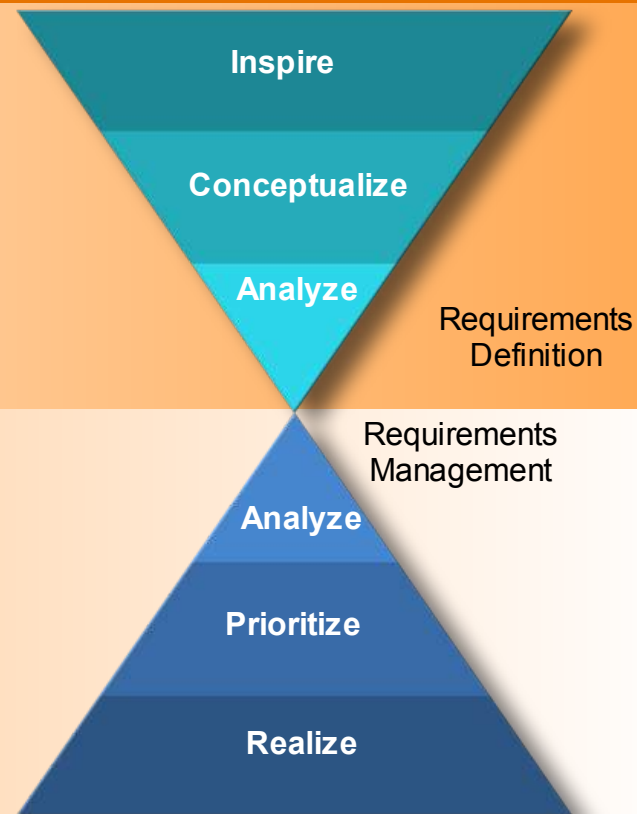 Inspire
Conceptualize
Analyze
Requirements
Definition
Requirements
Management
Analyze
Prioritize
Realize